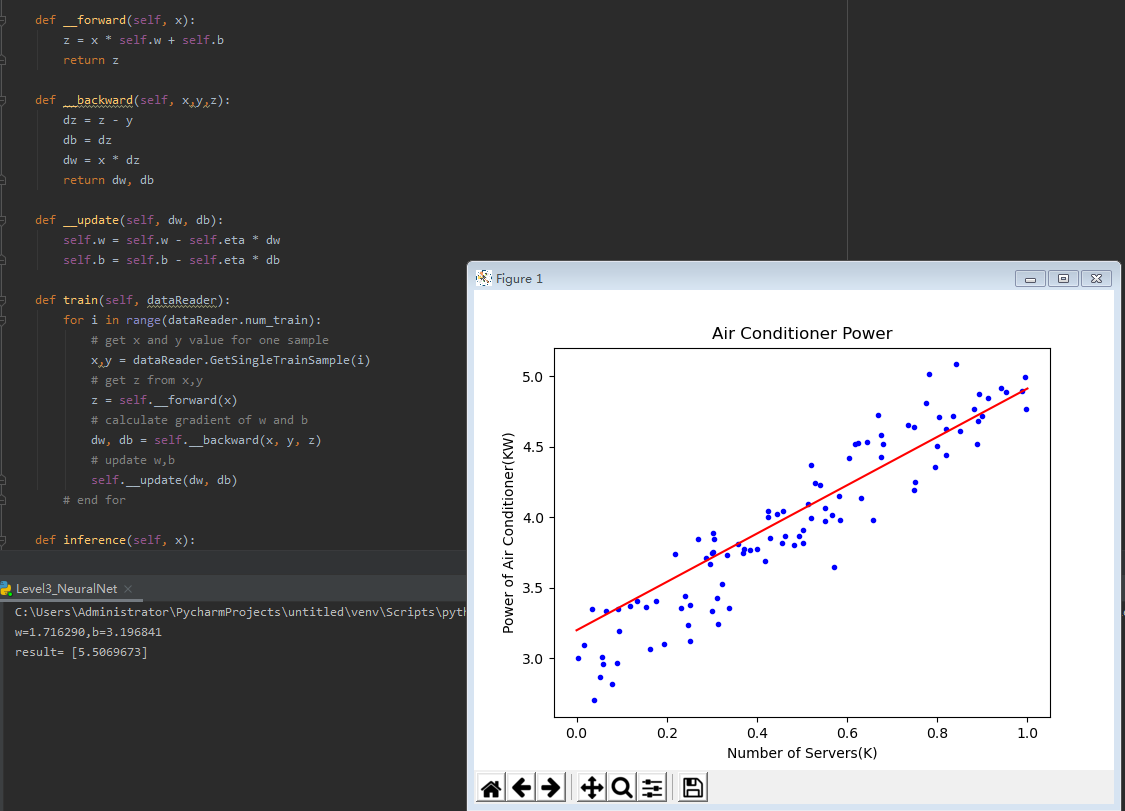 def __forward(self, x):
z = x * self.w + self.b
return z
def __backward(self, x,y,z):
dz = z - y
db = dz
dw = x * dz
return dw, db
def __update(self, dw, db):
self.w = self.w - self.eta * dw
self.b = self.b - self.eta * db
def train(self, dataReader):
for i in range(dataReader.num_train):
# get x and y value for one sample
x,y = dataReader.GetSingleTrainSample(i)
# get z from x,y
z = self.__forward(x)
# calculate gradient of w and b
dw, db = self.__backward(x, y, z)
# update w,b
self.__update(dw, db)
# end for
def inference(self, x):
Level3_NeuralNet
C:\Users\Administrator\PycharmProjects\untitled\venv\Scripts\pyth
w=1.716290,b=3.196841
result= [5.5069673]
Figure 1
Air Conditioner Power
Power of Air Conditioner(KW)
5.0
4.5
4.0
3.5
3.0
0.0 0.2 0.4 0.6 0.8 1.0
Number of Servers(K)